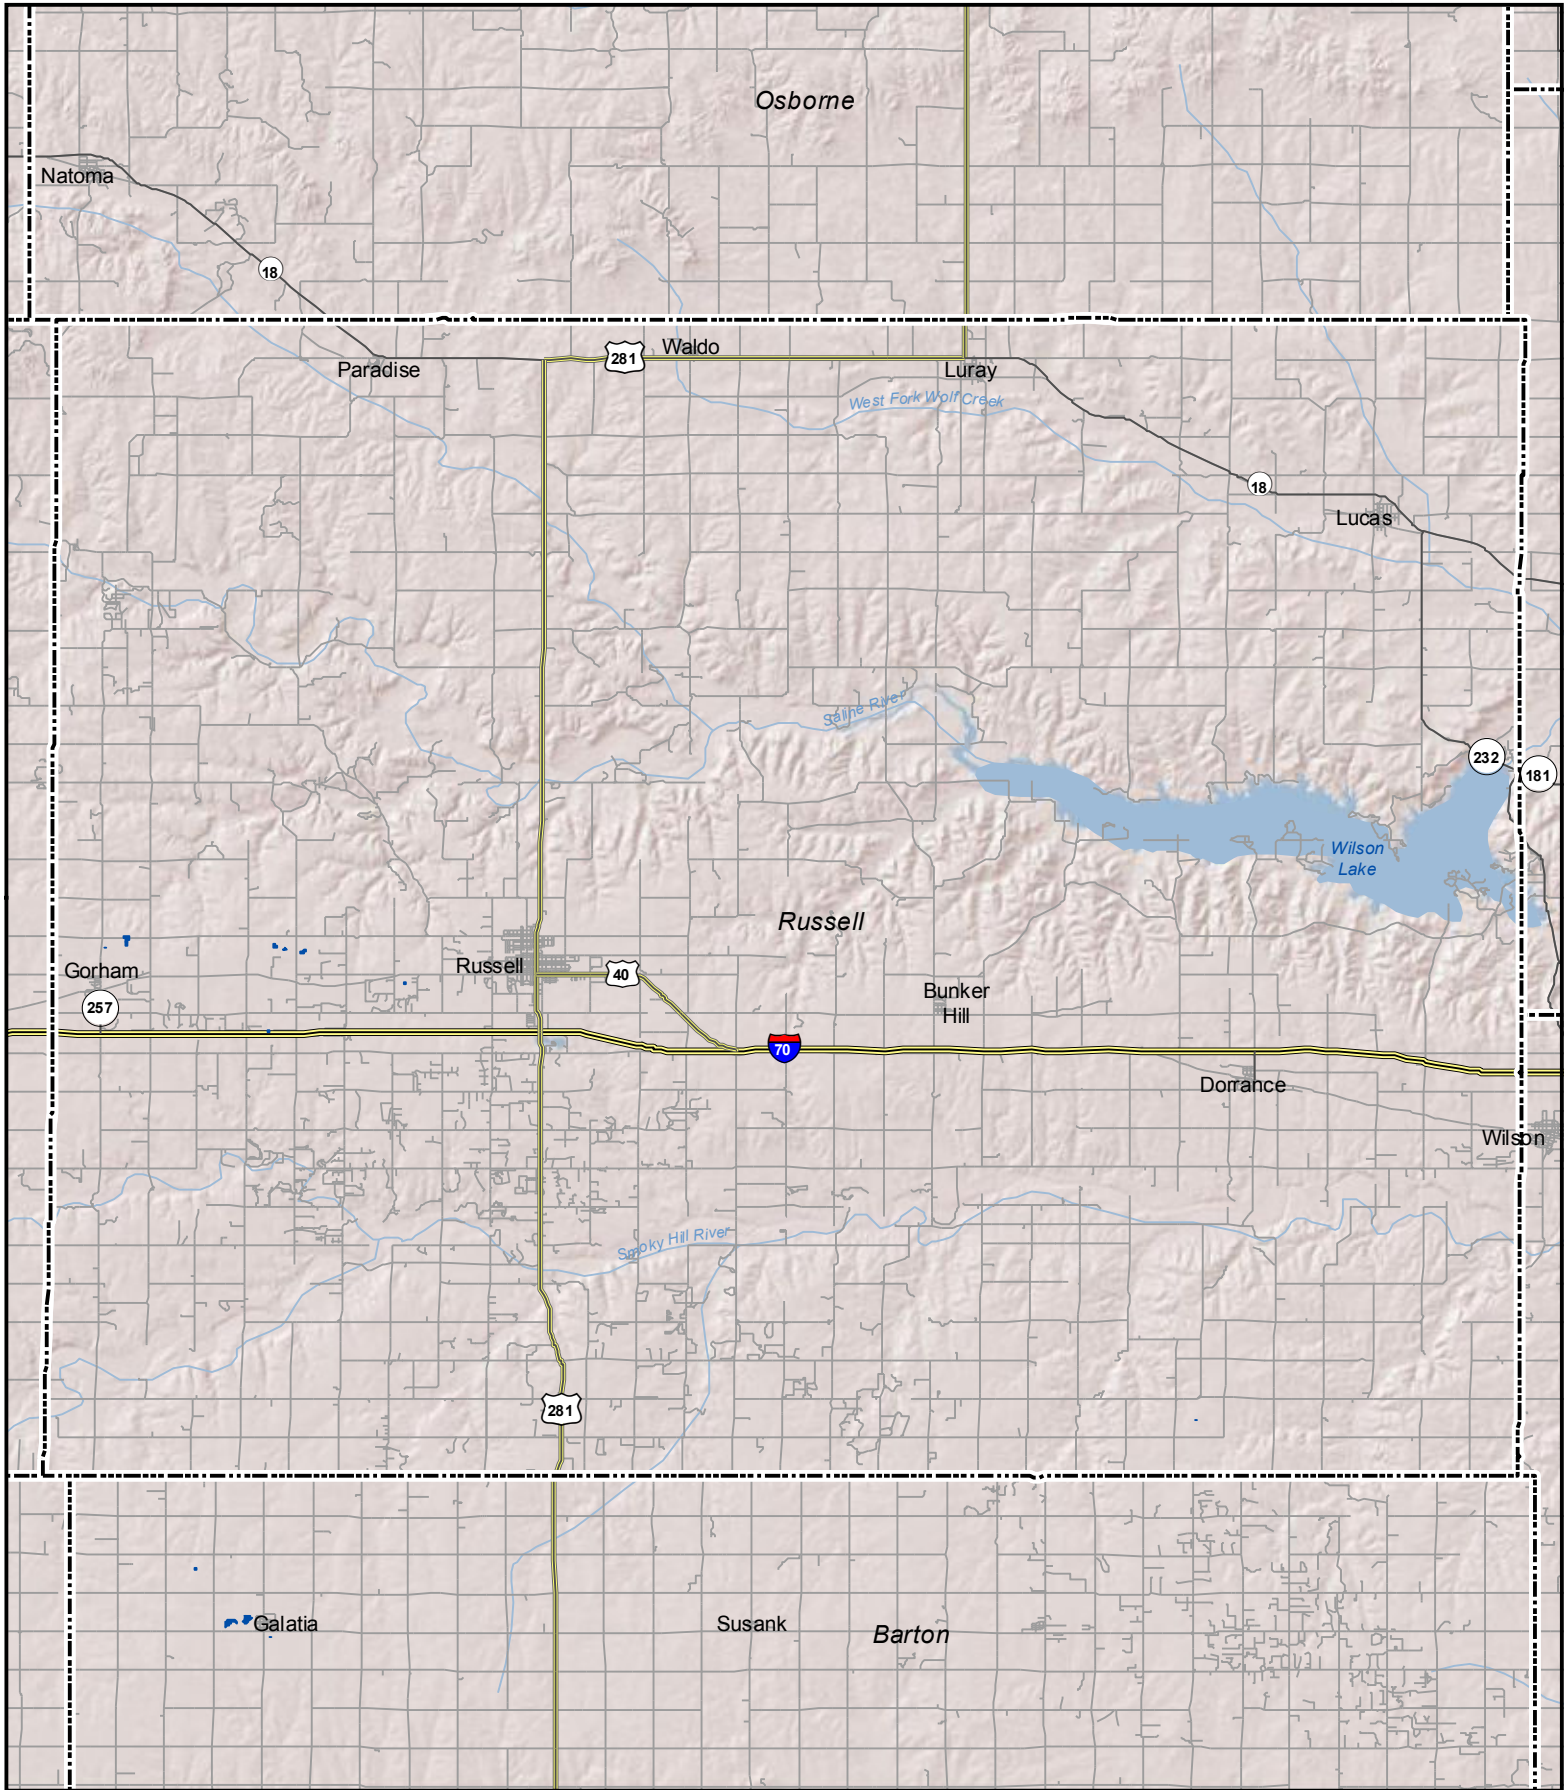 Osborne
Natoma
18
281
Waldo
Paradise
Luray
West Fork Wolf Creek
18
Lucas
Saline River
232
181
Wilson
Lake
Russell
Russell
40
Gorham
257
Bunker
Hill
70
Dorrance
Wilson
Smoky Hill River
281
Galatia
Susank
Barton